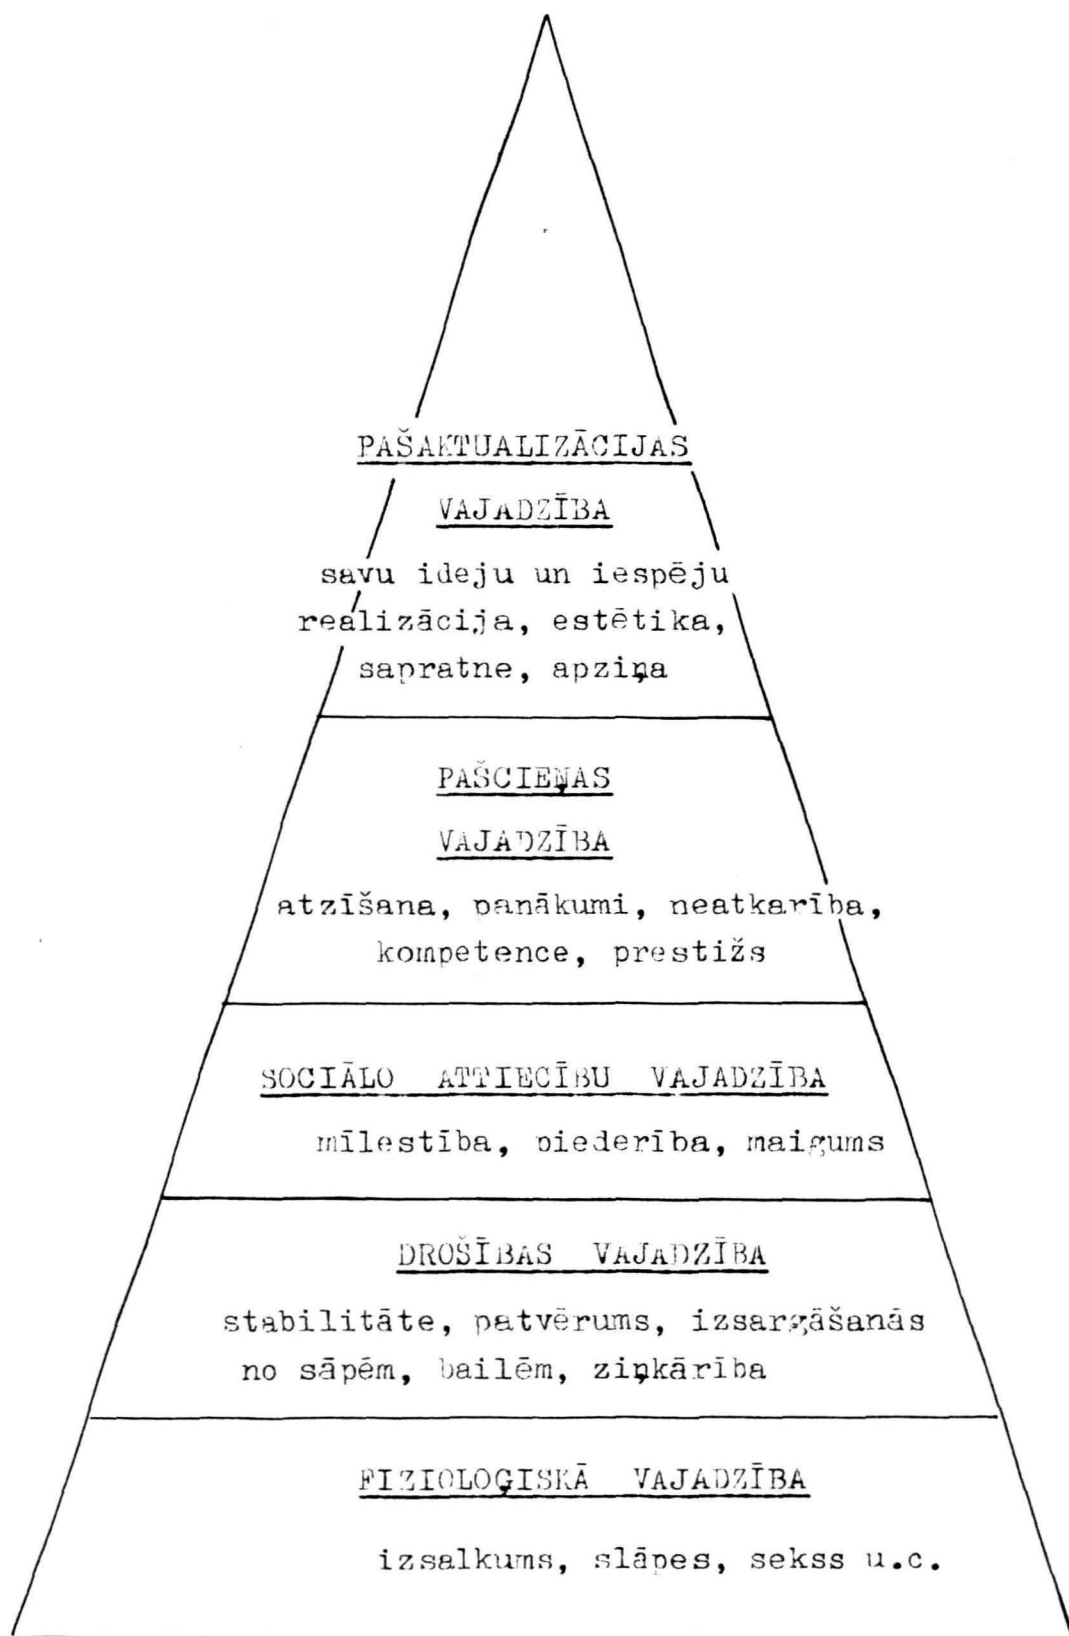 PAŠAKTUALIZĀCIJAS
VAJADZĪBA
savu ideju un iespēju
realizācija, estētika,
sapratne, apziņa
PAŠCIEŅAS
VAJADZĪBA
atzīšana, panākumi, neatkarība,
kompetence, prestižs
SOCIĀLO ATTIECĪBU VAJADZĪBA
mīlestība, piederība, maigums
DROŠĪBAS VAJADZĪBA
stabilitāte, patvērums, izsargāšanās
no sāpēm, bailēm, ziņkārība
FIZIOLOĢISKĀ VAJADZĪBA
izsalkums, slāpes, sekss u.c.